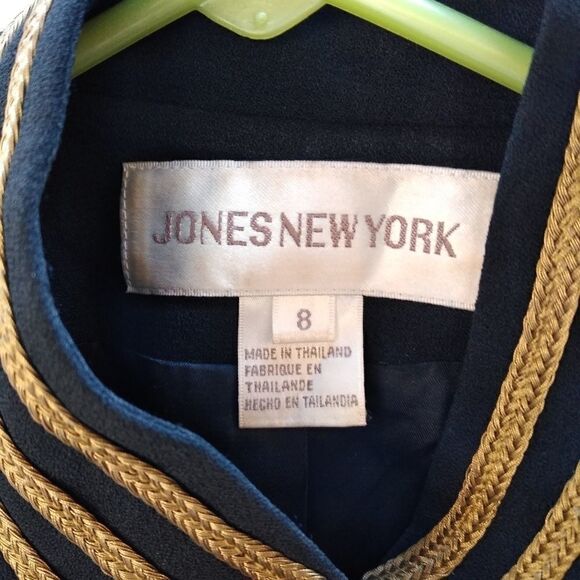 JONES NEW YORK
8
MADE IN THAILAND
FABRIQUE EN
THAILANDE
HECHO EN TAILANDIA